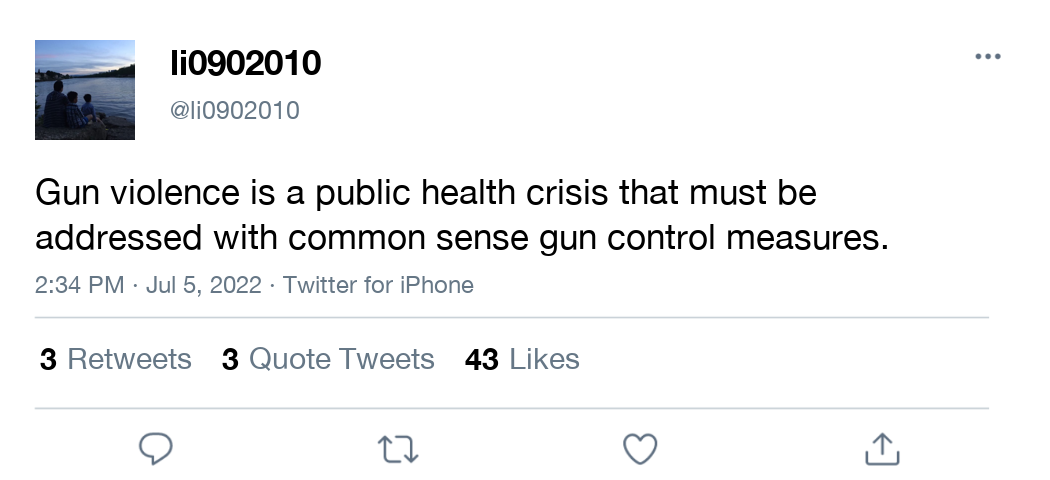 li0902010
@li0902010
Gun violence is a public health crisis that must be
addressed with common sense gun control measures.
2:34 PM · Jul 5, 2022 · Twitter for iPhone
3 Retweets 3 Quote Tweets 43 Likes